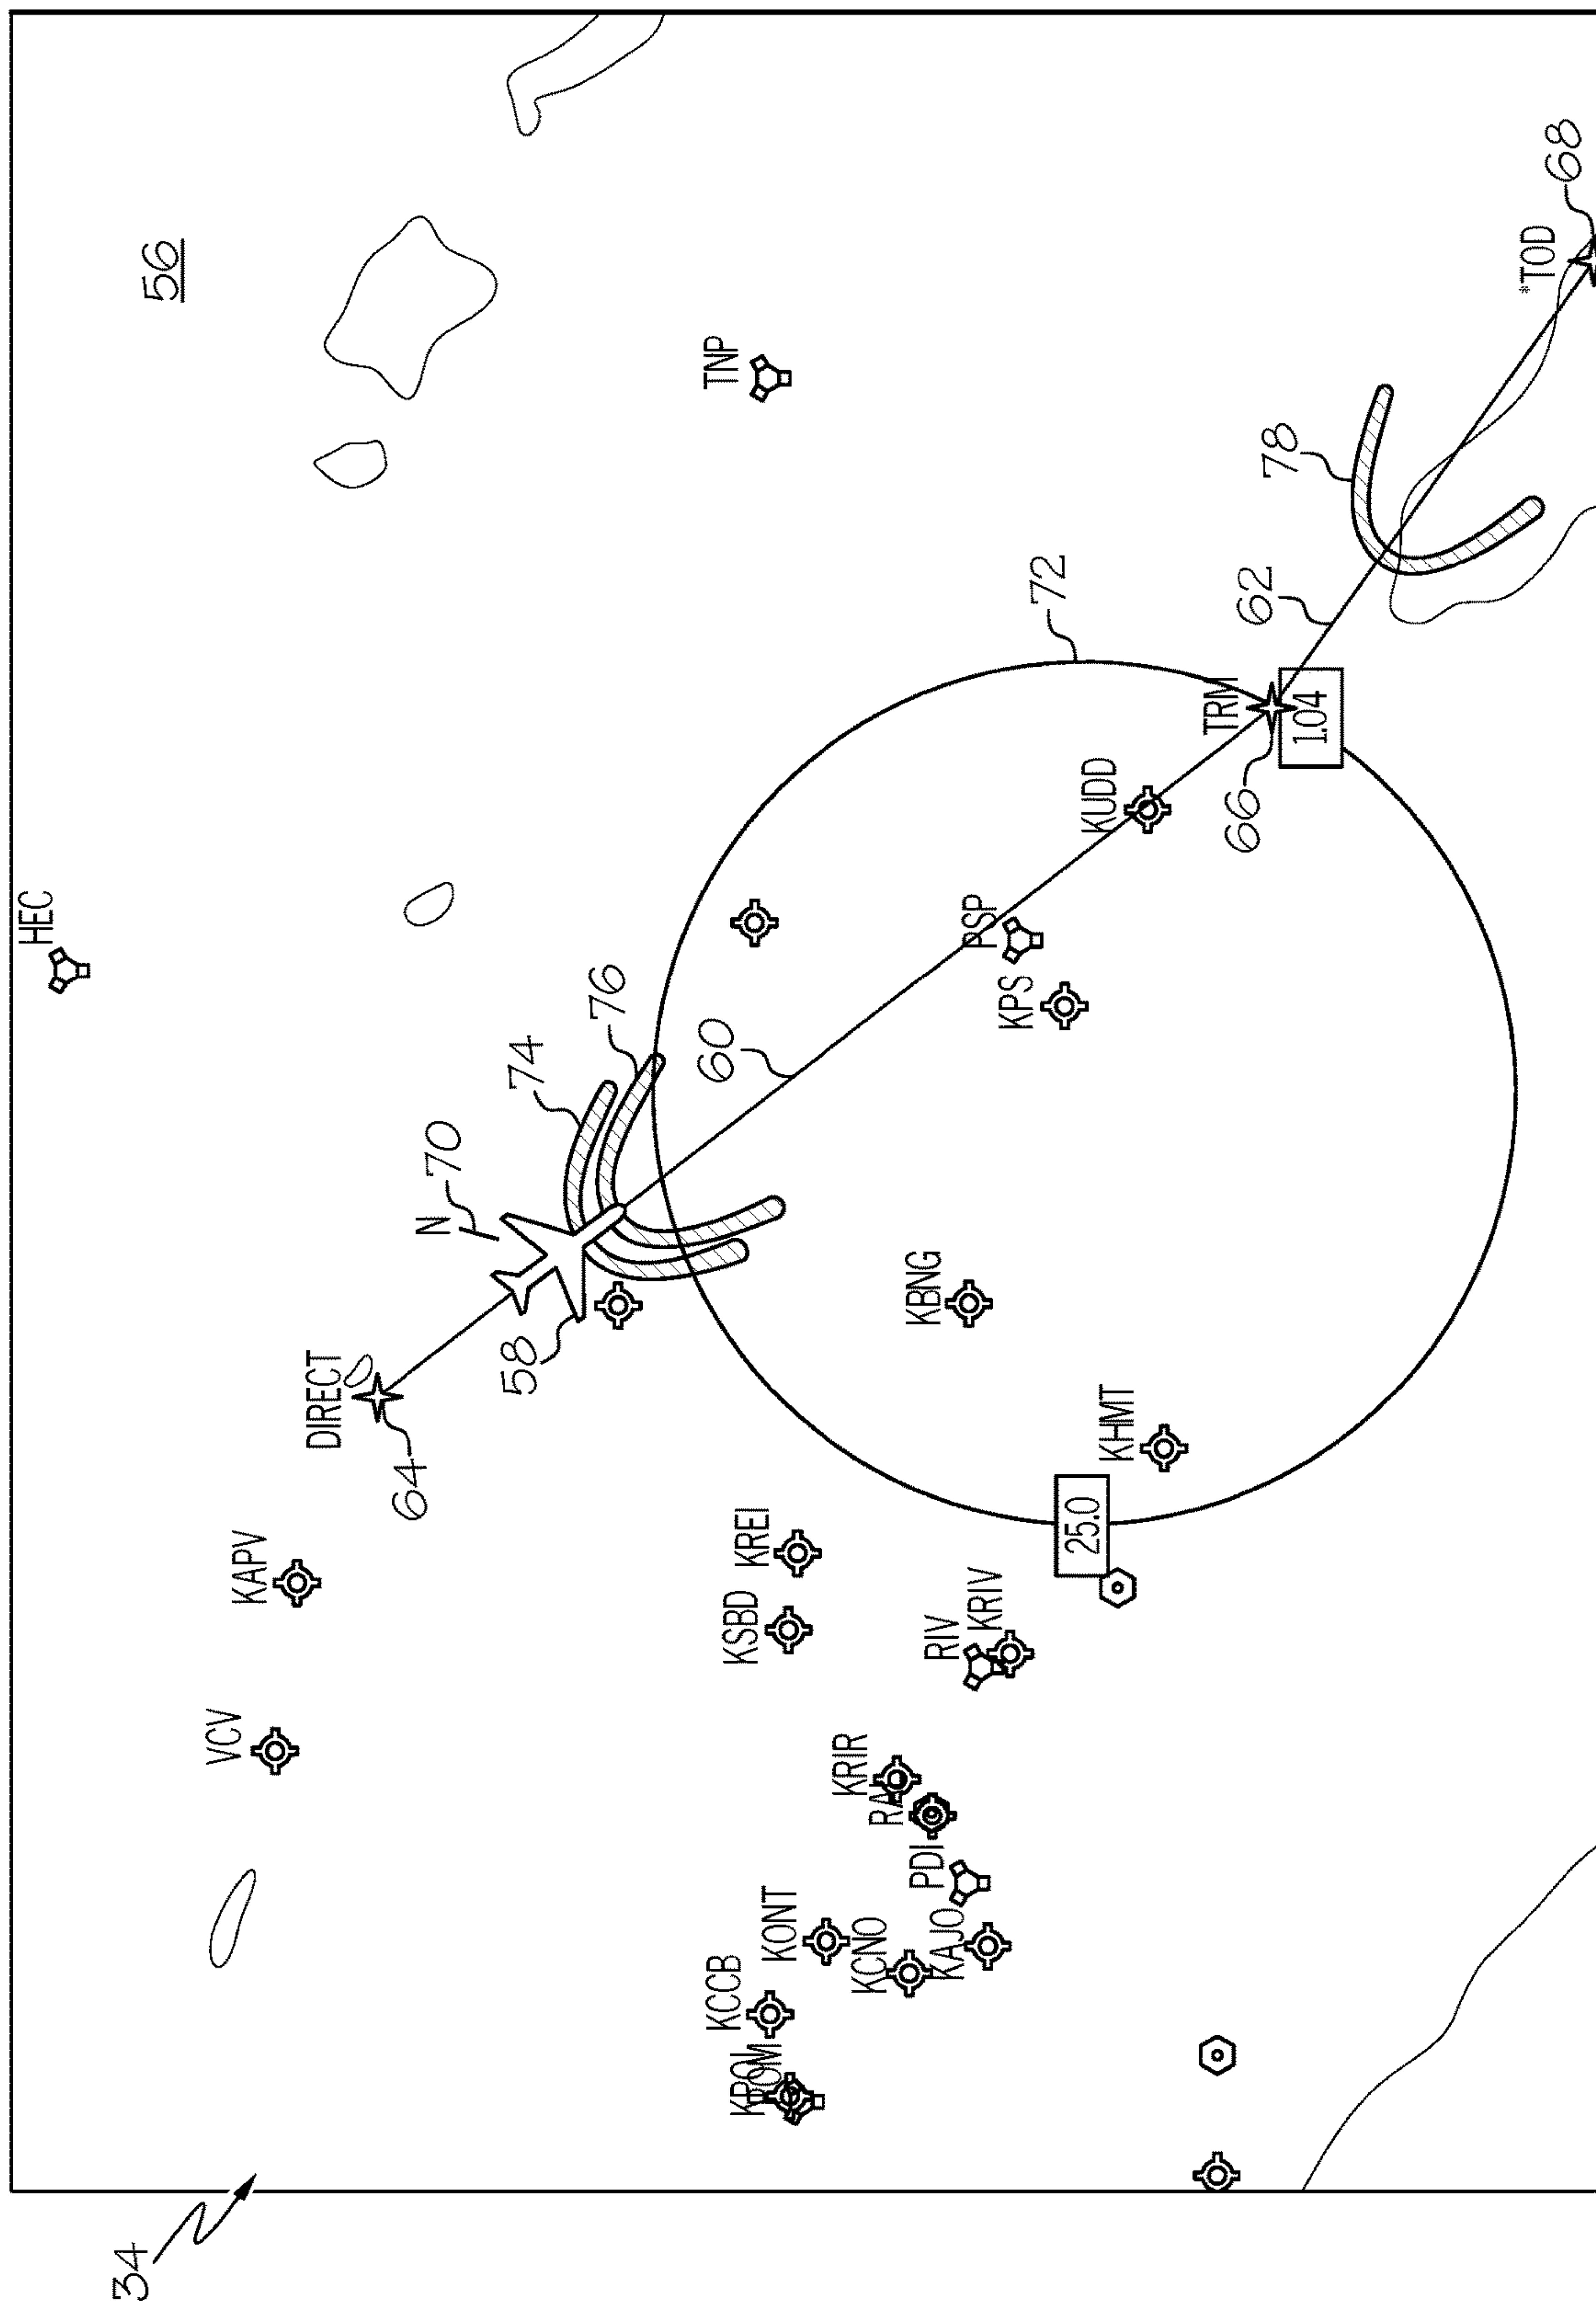 34
56
HEC
TNP
*TOD
68
78
62
72
TRM
1.04
66
KUDD
PSP
KPS
60
76
74
N
70
58
DIRECT
64
KBNG
KHMT
25.0
KAPV
KREI
KSBD
RIV
KRIV
VCV
KRIR
PDI
KONT
KCNO
KAJO
KCCB